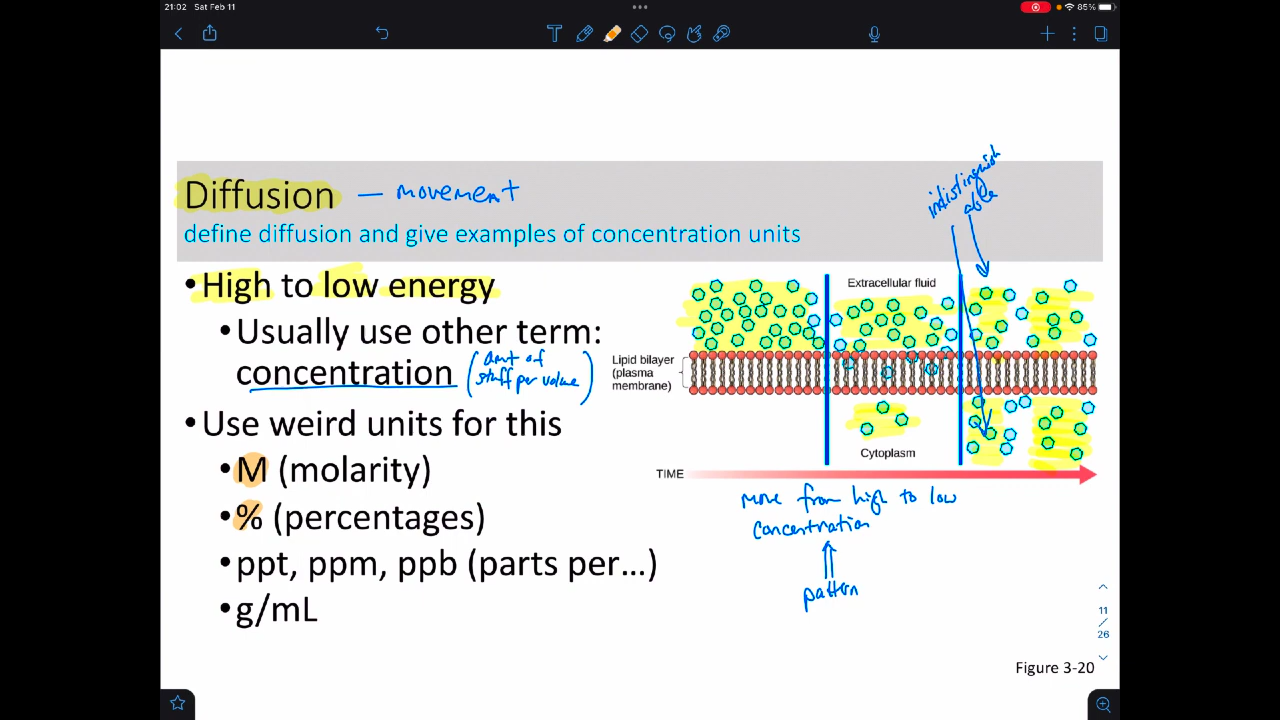 21:02 Sat Feb 11
85%
Diffusion — movement
define diffusion and give examples of concentration units
indistinguish
able
•High to low energy
•Usually use other term:
concentration
(amt of
stuff per volume)
•Use weird units for this
•M (molarity)
•% (percentages)
•ppt, ppm, ppb (parts per…)
•g/mL
Extracellular fluid
Lipid bilayer
(plasma
membrane)
Cytoplasm
TIME
move from high to low
concentration
pattern
11
/
26
Figure 3-20